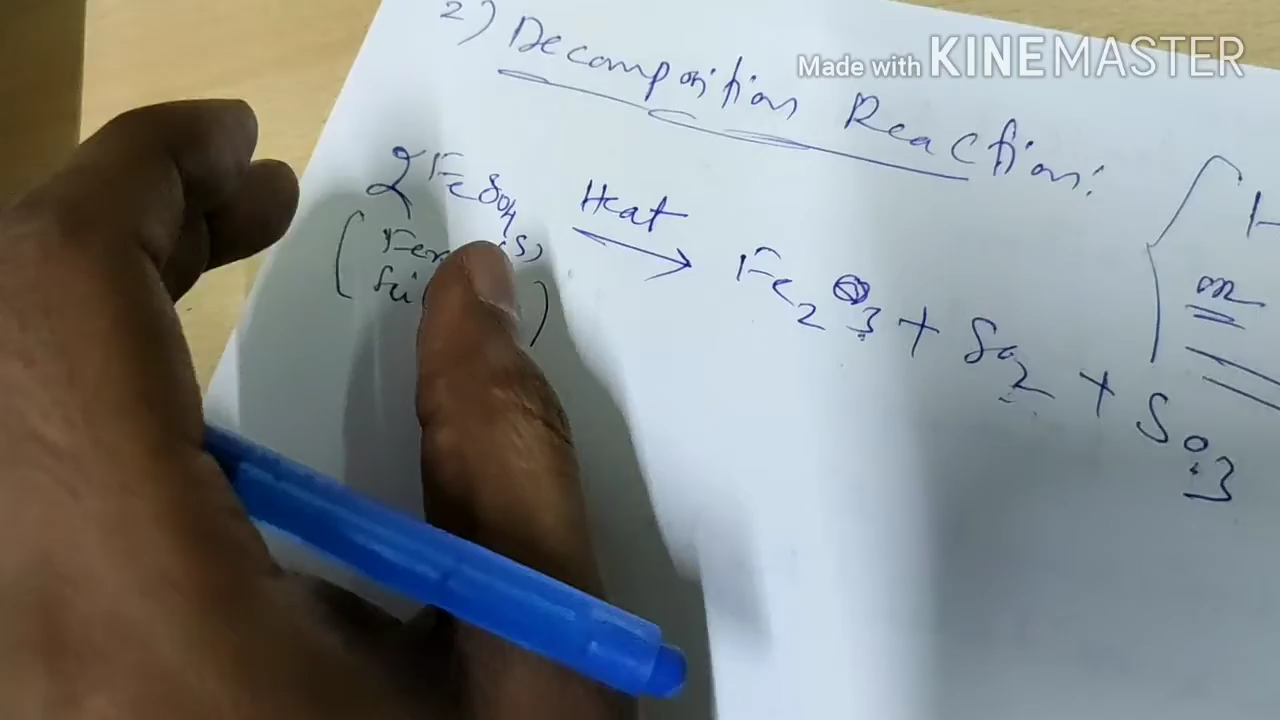 Made with KINEMASTER
2) Decomposition Reaction:
2FeSO4 (s) Heat → Fe2O3 + SO2 + SO3